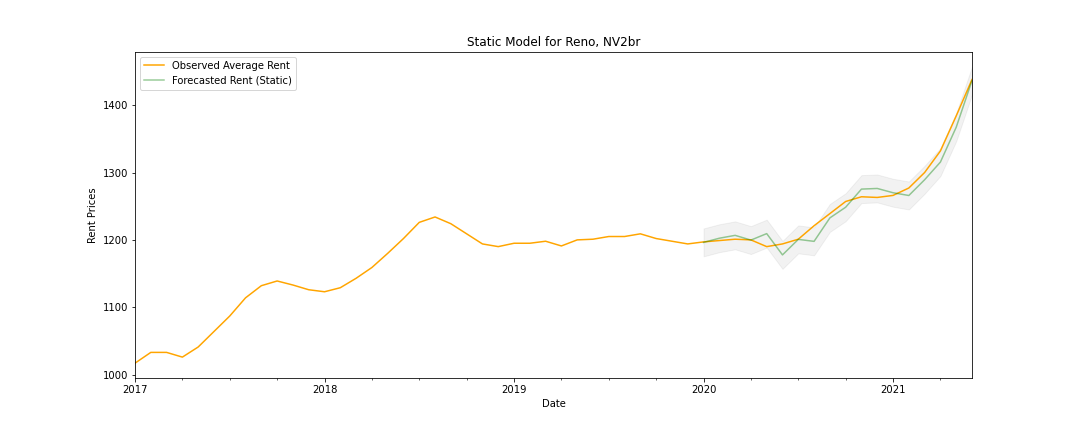 Static Model for Reno, NV2br
Observed Average Rent
Forecasted Rent (Static)
1400
1300
1200
1100
1000
Rent Prices
2017
2018
2019
2020
2021
Date